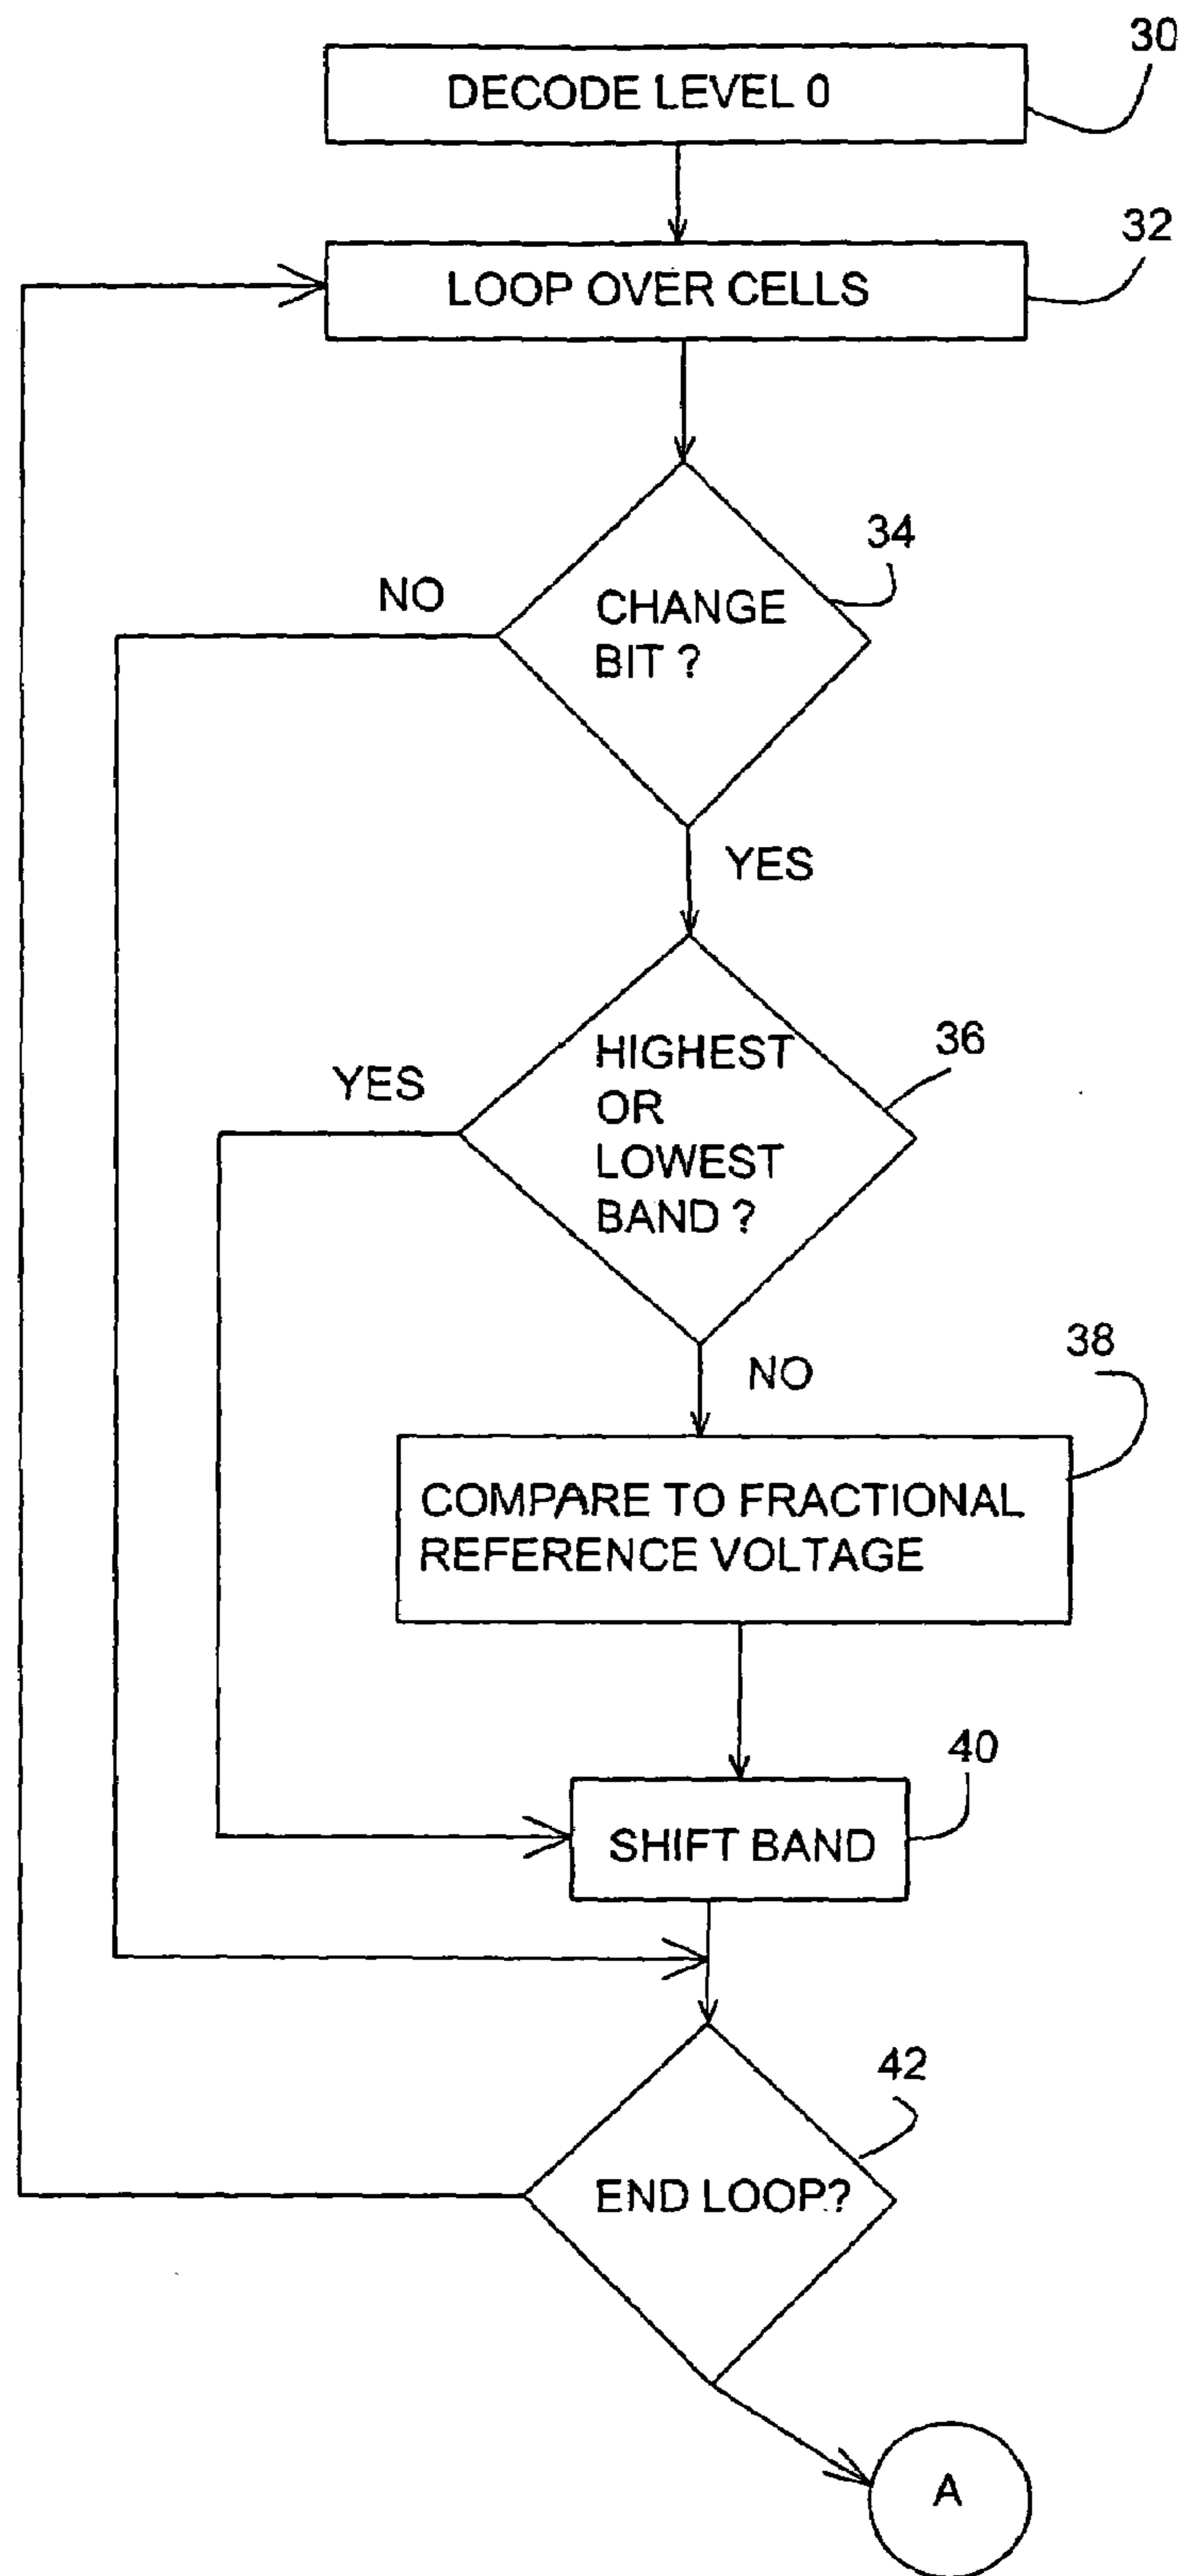 30
DECODE LEVEL 0
32
LOOP OVER CELLS
34
NO
CHANGE
BIT ?
YES
36
YES
HIGHEST
OR
LOWEST
BAND ?
NO
38
COMPARE TO FRACTIONAL
REFERENCE VOLTAGE
40
SHIFT BAND
42
END LOOP?
A